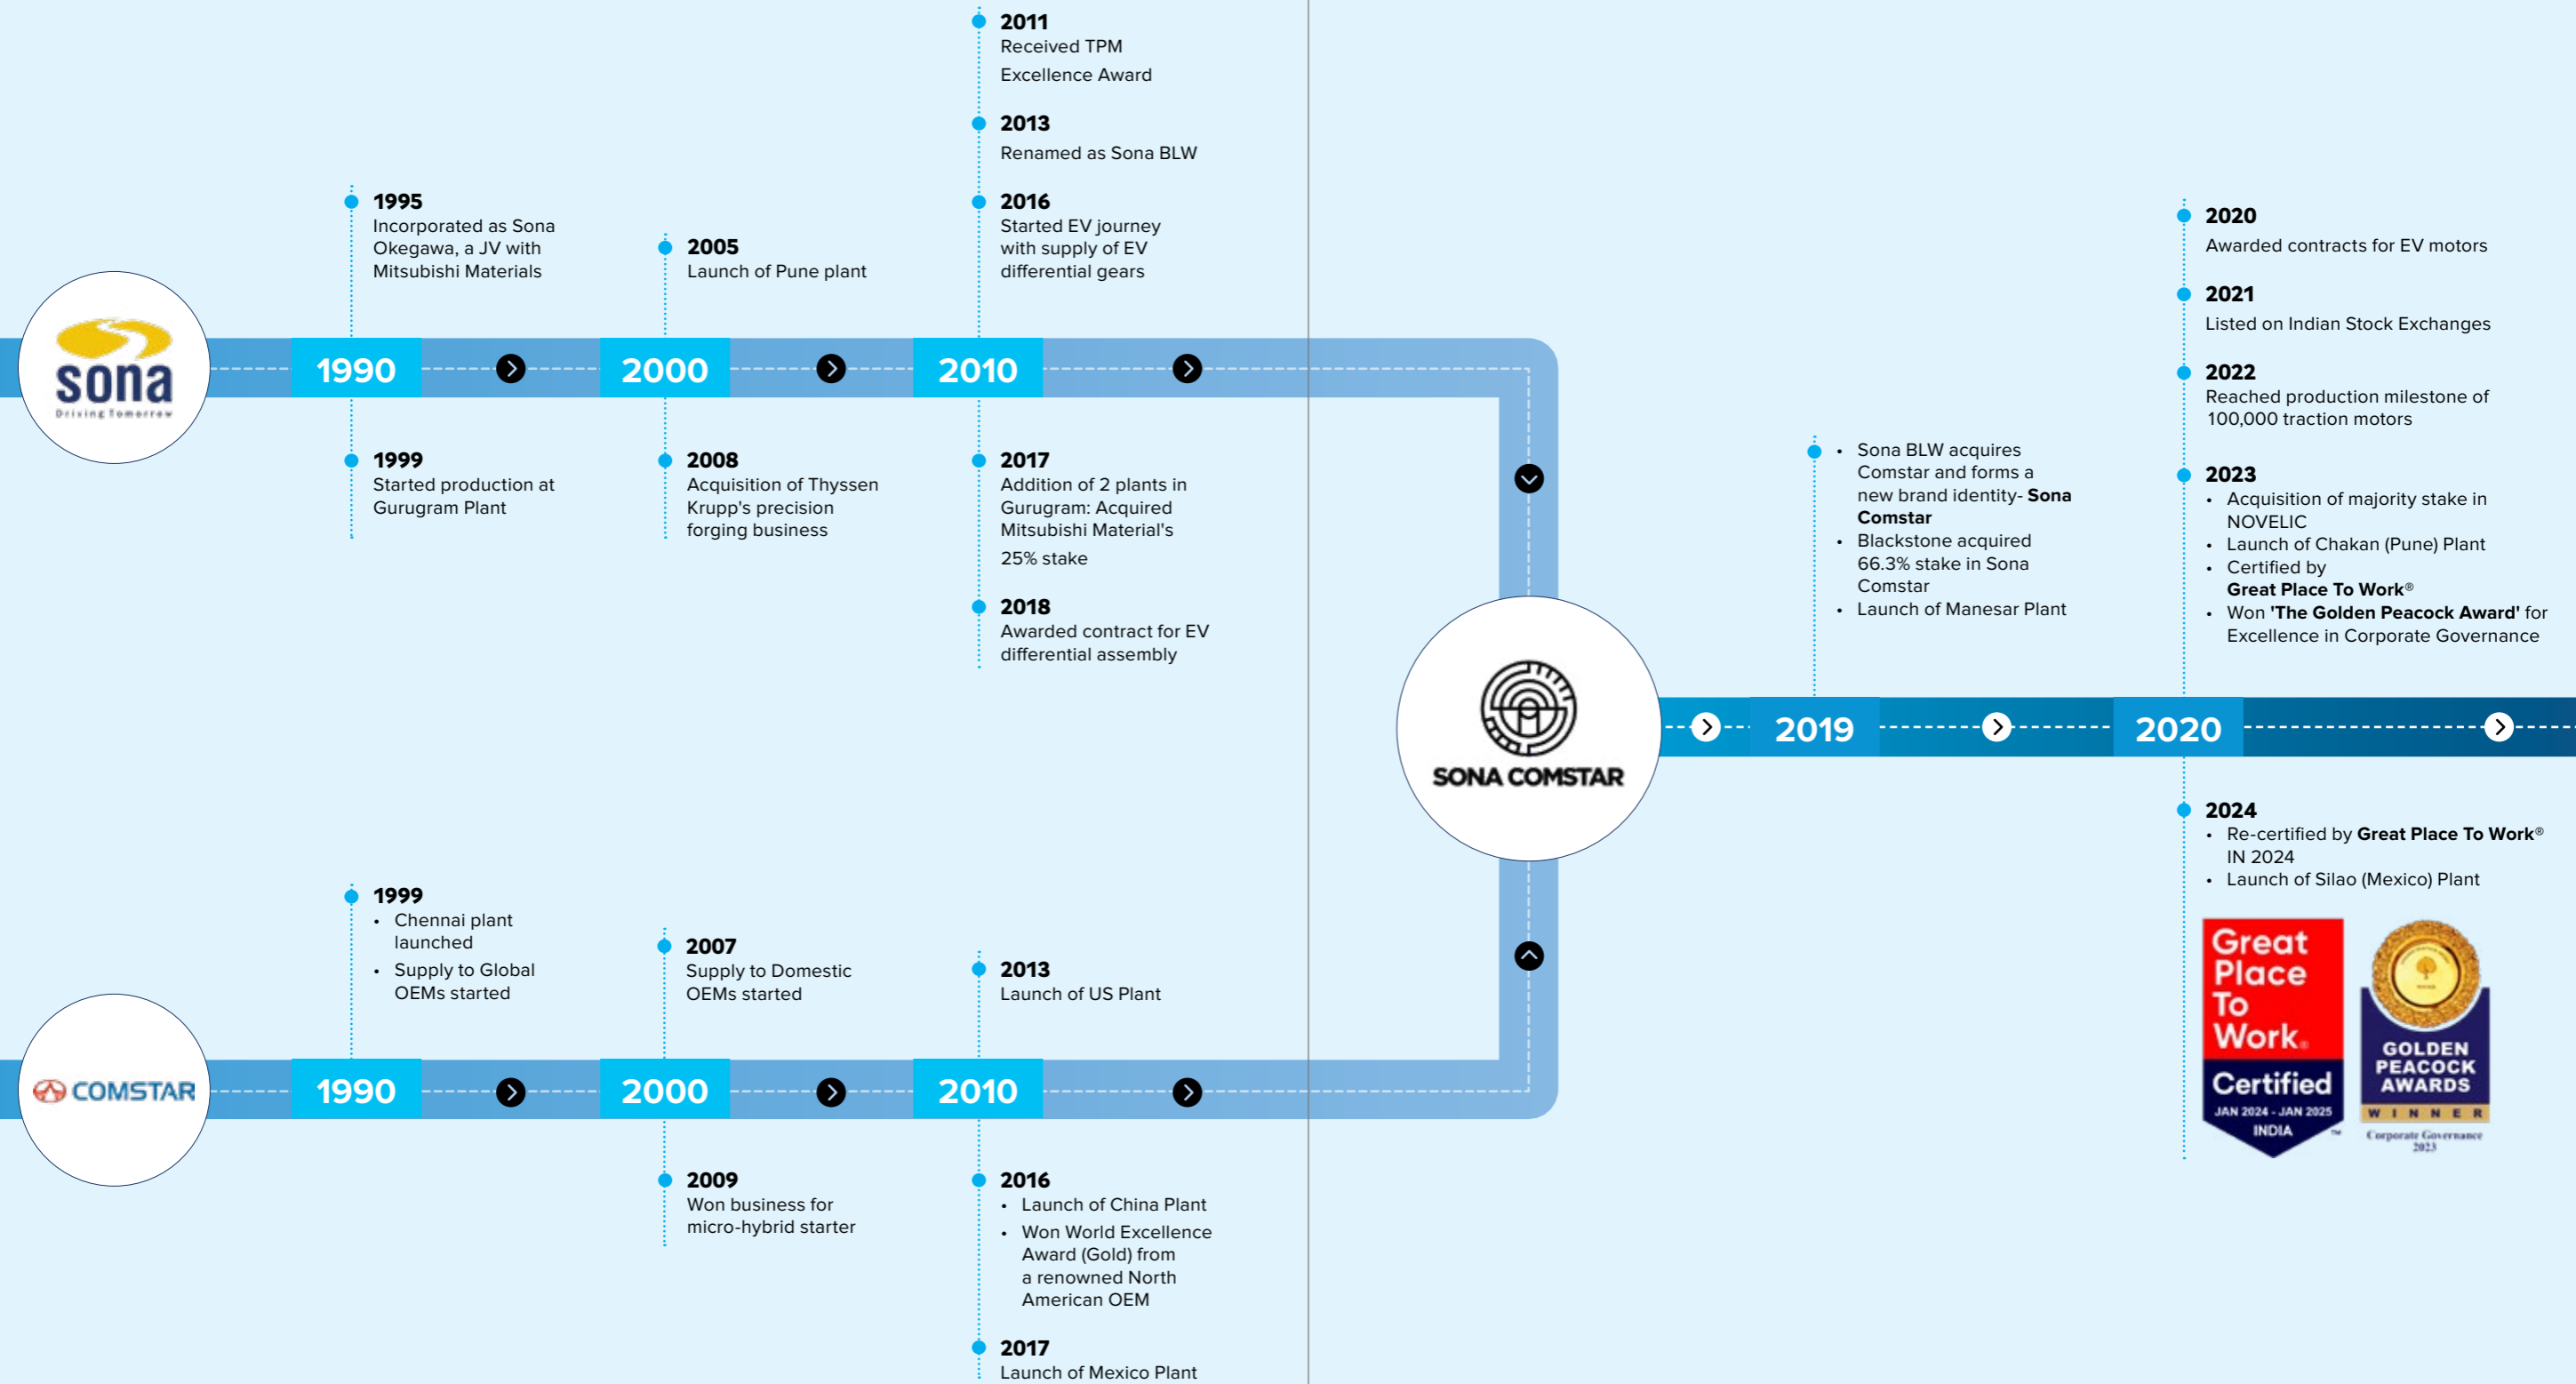 2011
Received TPM
Excellence Award
2013
Renamed as Sona BLW
2016
Started EV journey
with supply of EV
differential gears
1995
Incorporated as Sona
Okegawa, a JV with
Mitsubishi Materials
2005
Launch of Pune plant
sona
Driving Tomorrow
1990
2000
2010
1999
Started production at
Gurugram Plant
2008
Acquisition of Thyssen
Krupp's precision
forging business
2017
Addition of 2 plants in
Gurugram: Acquired
Mitsubishi Material's
25% stake
2018
Awarded contract for EV
differential assembly
1999
• Chennai plant
launched
• Supply to Global
OEMs started
2007
Supply to Domestic
OEMs started
2013
Launch of US Plant
COMSTAR
1990
2000
2010
2009
Won business for
micro-hybrid starter
2016
• Launch of China Plant
• Won World Excellence
Award (Gold) from
a renowned North
American OEM
2017
Launch of Mexico Plant
SONA COMSTAR
• Sona BLW acquires
Comstar and forms a
new brand identity- Sona
Comstar
• Blackstone acquired
66.3% stake in Sona
Comstar
• Launch of Manesar Plant
2019
2020
Awarded contracts for EV motors
2021
Listed on Indian Stock Exchanges
2022
Reached production milestone of
100,000 traction motors
2023
• Acquisition of majority stake in
NOVELIC
• Launch of Chakan (Pune) Plant
• Certified by
Great Place To Work®
• Won 'The Golden Peacock Award' for
Excellence in Corporate Governance
2020
2024
• Re-certified by Great Place To Work®
IN 2024
• Launch of Silao (Mexico) Plant
Great
Place
To
Work®
Certified
JAN 2024 - JAN 2025
INDIA
™
GOLDEN
PEACOCK
AWARDS
WINNER
Corporate Governance
2023